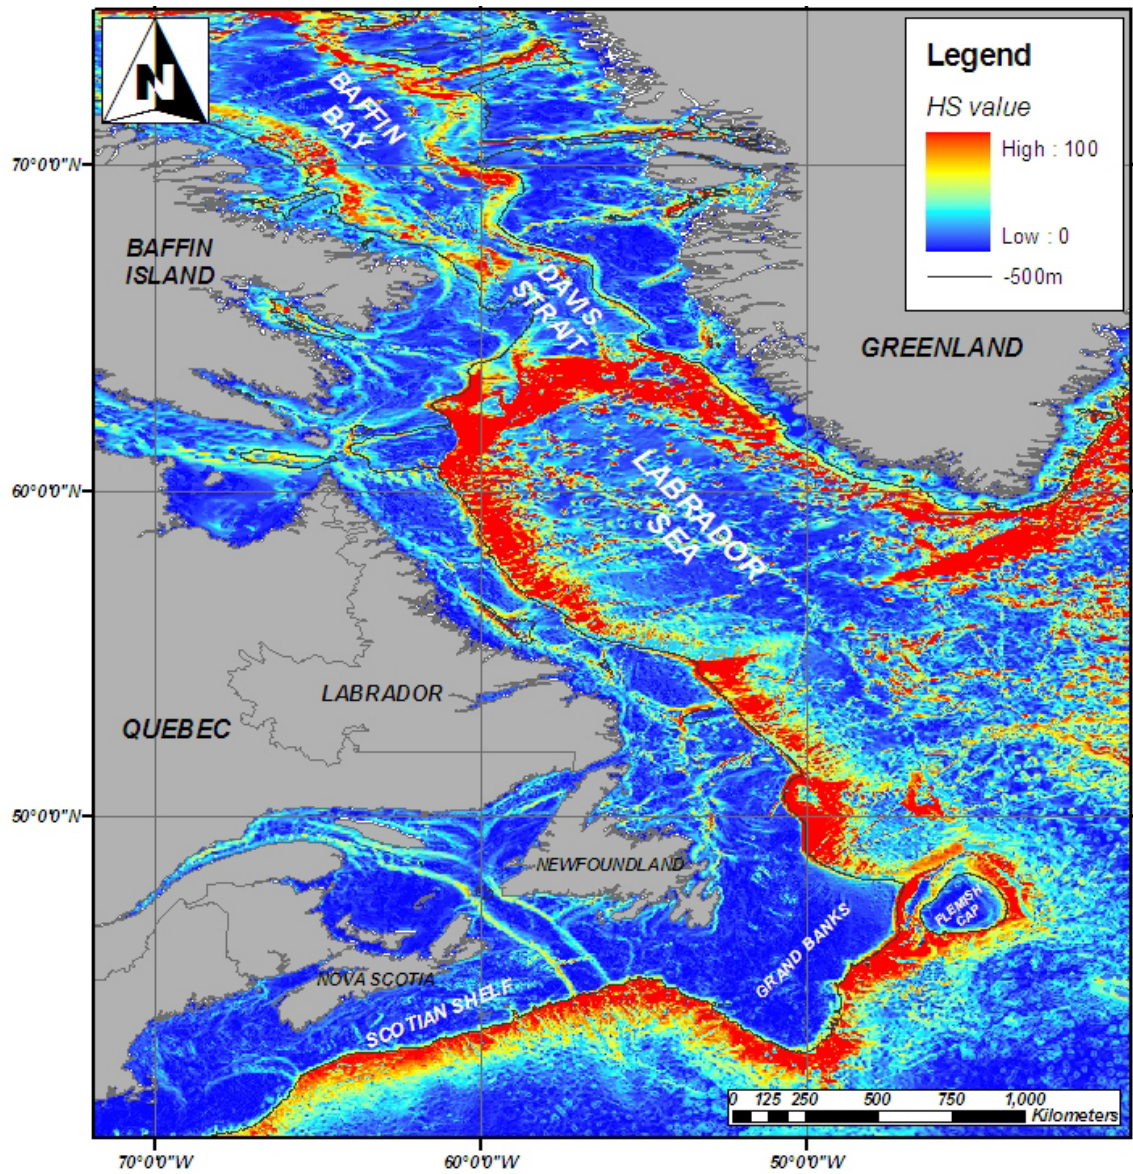 N
Legend
HS value
High : 100
Low : 0
-500m
BAFFIN
BAY
70°0'0"N
BAFFIN
ISLAND
DAVIS
STRAIT
GREENLAND
LABRADOR
SEA
60°0'0"N
LABRADOR
QUEBEC
50°0'0"N
NEWFOUNDLAND
FLEMISH
CAP
GRAND BANKS
NOVA SCOTIA
SCOTIAN SHELF
0 125 250 500 750 1,000
Kilometers
70°0'0"W 60°0'0"W 50°0'0"W